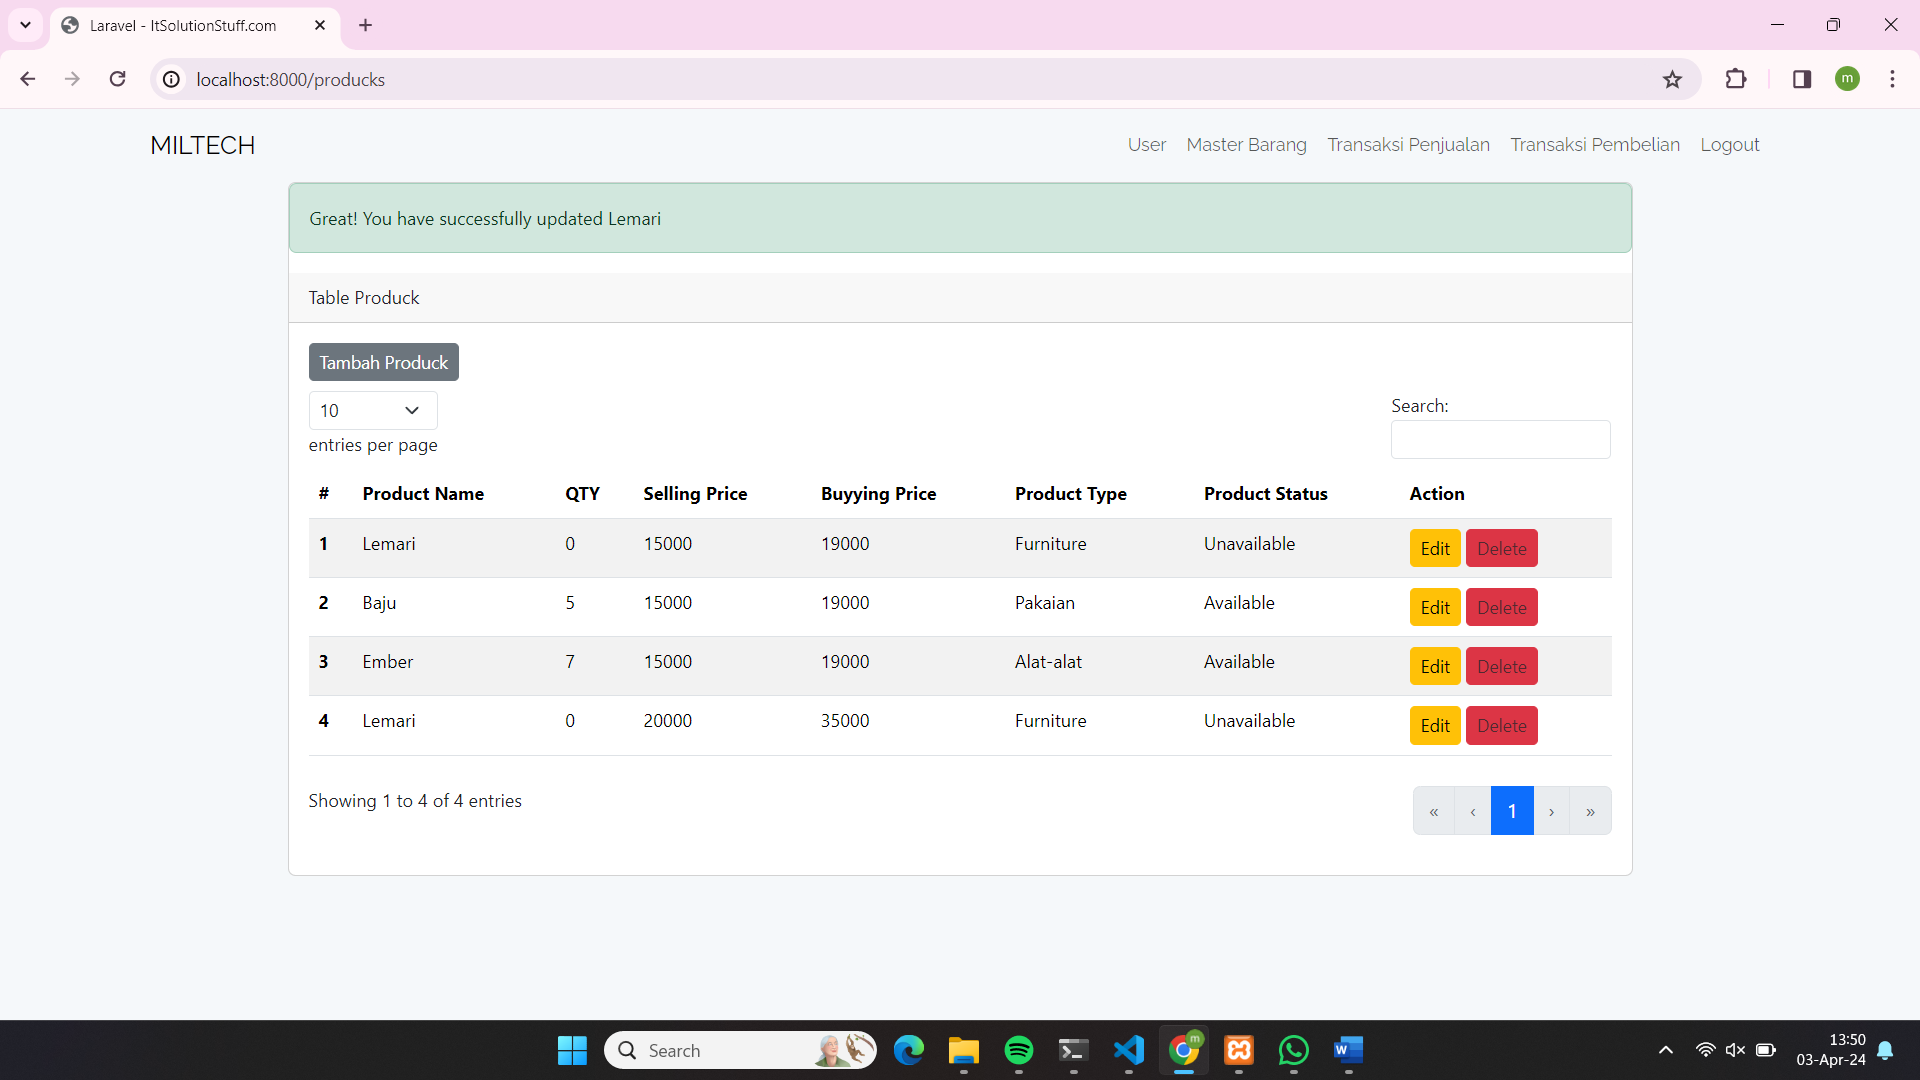 Laravel - ItSolutionStuff.com
localhost:8000/producks
m
MILTECH
User Master Barang Transaksi Penjualan Transaksi Pembelian Logout
Great! You have successfully updated Lemari
Table Produck
Tambah Produck
10
entries per page
Search:
# Product Name QTY Selling Price Buyying Price Product Type Product Status Action
1 Lemari 0 15000 19000 Furniture Unavailable Edit Delete
2 Baju 5 15000 19000 Pakaian Available Edit Delete
3 Ember 7 15000 19000 Alat-alat Available Edit Delete
4 Lemari 0 20000 35000 Furniture Unavailable Edit Delete
Showing 1 to 4 of 4 entries
« ‹ 1 › »
Search
m
W
13:50
03-Apr-24